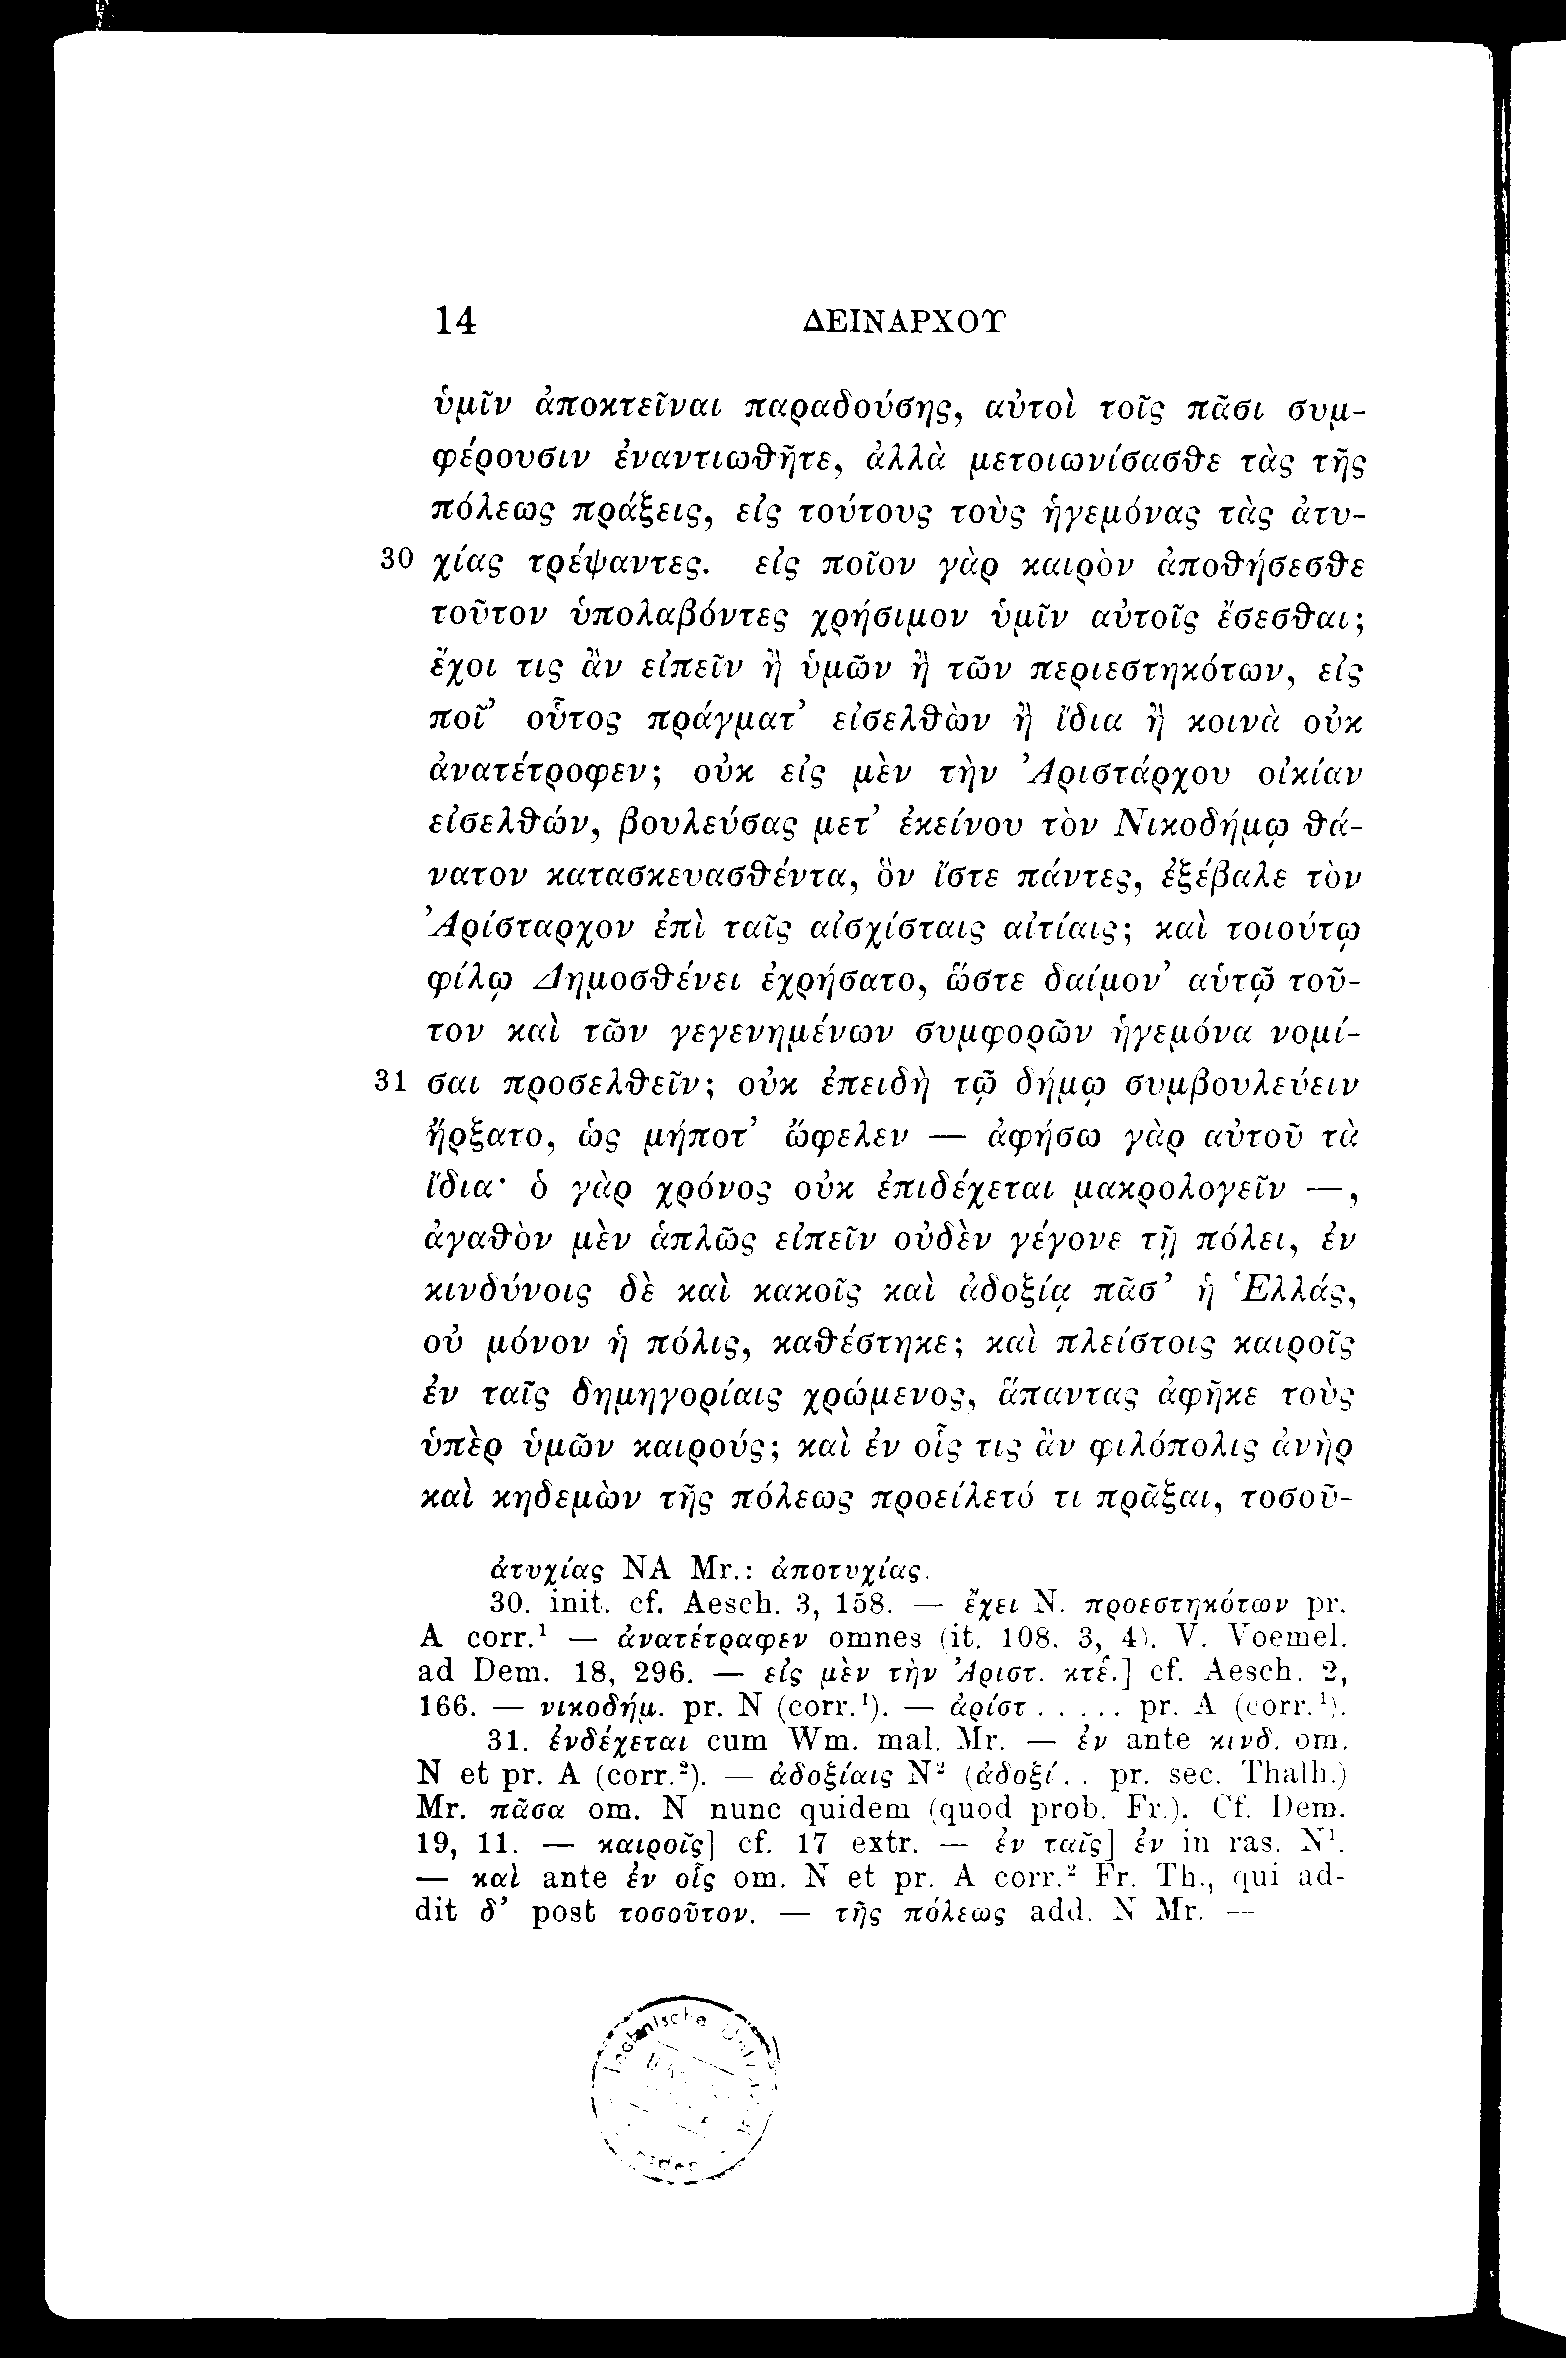 14 ΔΕΙΝΑΡΧΟΥ
ὑμῖν ἀποκτεῖναι παραδούσης, αὐτοὶ τοῖς πᾶσι συμ-
φέρουσιν ἐναντιωθῆτε, ἀλλὰ μετοιωνίσασθε τὰς τῆς
πόλεως πράξεις, εἰς τούτους τοὺς ἡγεμόνας τὰς ἀτυ-
30 χίας τρέψαντες. εἰς ποῖον γὰρ καιρὸν ἀποθήσεσθε
τοῦτον ὑπολαβόντες χρήσιμον ὑμῖν αὐτοῖς ἔσεσθαι;
ἔχοι τις ἂν εἰπεῖν ἢ ὑμῶν ἢ τῶν περιεστηκότων, εἰς
ποῖ’ οὗτος πράγματ’ εἰσελθὼν ἢ ἴδια ἢ κοινὰ οὐκ
ἀνατέτροφεν; οὐκ εἰς μὲν τὴν Ἀριστάρχου οἰκίαν
εἰσελθών, βουλεύσας μετ’ ἐκείνου τὸν Νικοδήμῳ θά-
νατον κατασκευασθέντα, ὃν ἴστε πάντες, ἐξέβαλε τὸν
Ἀρίσταρχον ἐπὶ ταῖς αἰσχίσταις αἰτίαις; καὶ τοιούτῳ
φίλῳ Δημοσθένει ἐχρήσατο, ὥστε δαίμον’ αὑτῷ τοῦ-
τον καὶ τῶν γεγενημένων συμφορῶν ἡγεμόνα νομί-
31 σαι προσελθεῖν; οὐκ ἐπειδὴ τῷ δήμῳ συμβουλεύειν
ἤρξατο, ὡς μήποτ’ ὤφελεν — ἀφήσω γὰρ αὐτοῦ τὰ
ἴδια· ὁ γὰρ χρόνος οὐκ ἐπιδέχεται μακρολογεῖν —,
ἀγαθὸν μὲν ἁπλῶς εἰπεῖν οὐδὲν γέγονε τῇ πόλει, ἐν
κινδύνοις δὲ καὶ κακοῖς καὶ ἀδοξίᾳ πᾶσ’ ἡ Ἑλλάς,
οὐ μόνον ἡ πόλις, καθέστηκε; καὶ πλείστοις καιροῖς
ἐν ταῖς δημηγορίαις χρώμενος, ἅπαντας ἀφῆκε τοὺς
ὑπὲρ ὑμῶν καιρούς; καὶ ἐν οἷς τις ἂν φιλόπολις ἀνὴρ
καὶ κηδεμὼν τῆς πόλεως προείλετό τι πρᾶξαι, τοσοῦ-
ἀτυχίας NA Mr.: ἀποτυχίας.
30. init. cf. Aesch. 3, 158. — ἔχει N. προεστηκότων pr.
A corr.¹ — ἀνατέτραφεν omnes (it. 108. 3, 4). V. Voemel.
ad Dem. 18, 296. — εἰς μὲν τὴν Ἀριστ. κτέ.] cf. Aesch. 2,
166. — νικοδήμ. pr. N (corr.¹). — ἀρίστ . . . . . pr. A (corr.¹).
31. ἐνδέχεται cum Wm. mal. Mr. — ἐν ante κινδ. om.
N et pr. A (corr.²). — ἀδοξίαις N² (ἀδοξί . . pr. sec. Thalh.)
Mr. πᾶσα om. N nunc quidem (quod prob. Fr.). Cf. Dem.
19, 11. — καιροῖς] cf. 17 extr. — ἐν ταῖς] ἐν in ras. N¹.
— καὶ ante ἐν οἷς om. N et pr. A corr.² Fr. Th., qui ad-
dit δ’ post τοσοῦτον. — τῆς πόλεως add. N Mr. —